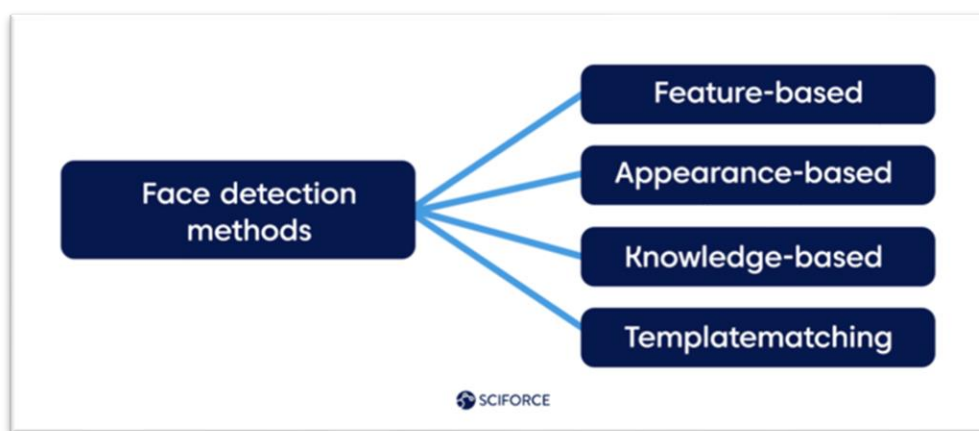 Face detection
methods
Feature-based
Appearance-based
Knowledge-based
Templatematching
SCIFORCE